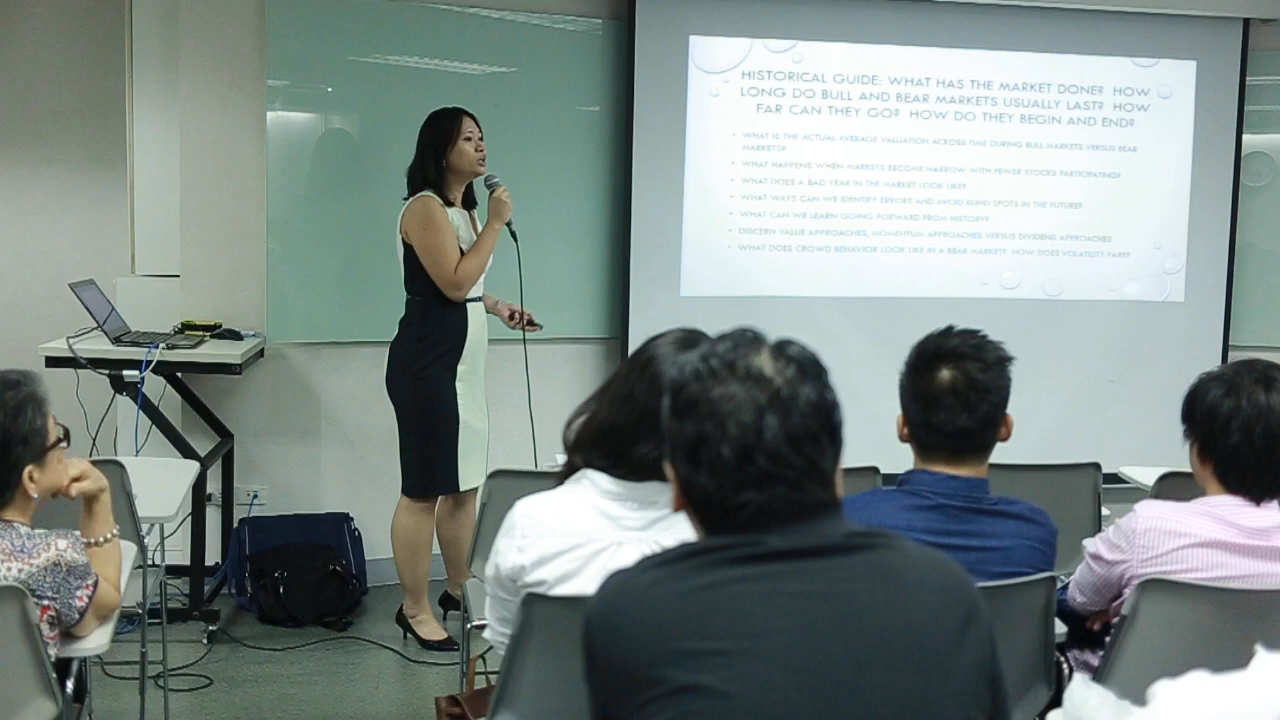 HISTORICAL GUIDE: WHAT HAS THE MARKET DONE? HOW
LONG DO BULL AND BEAR MARKETS USUALLY LAST? HOW
FAR CAN THEY GO? HOW DO THEY BEGIN AND END?
• WHAT IS THE ACTUAL AVERAGE VALUATION ACROSS TIME DURING BULL MARKETS VERSUS BEAR
MARKETS?
• WHAT HAPPENS WHEN MARKETS BECOME NARROW WITH FEWER STOCKS PARTICIPATING?
• WHAT DOES A BAD YEAR IN THE MARKET LOOK LIKE?
• WHAT WAYS CAN WE IDENTIFY ERRORS AND AVOID BLIND SPOTS IN THE FUTURE?
• WHAT CAN WE LEARN GOING FORWARD FROM HISTORY?
• DISCERN VALUE APPROACHES, MOMENTUM APPROACHES VERSUS DIVIDEND APPROACHES
• WHAT DOES CROWD BEHAVIOR LOOK LIKE IN A BEAR MARKET? HOW DOES VOLATILITY FARE?